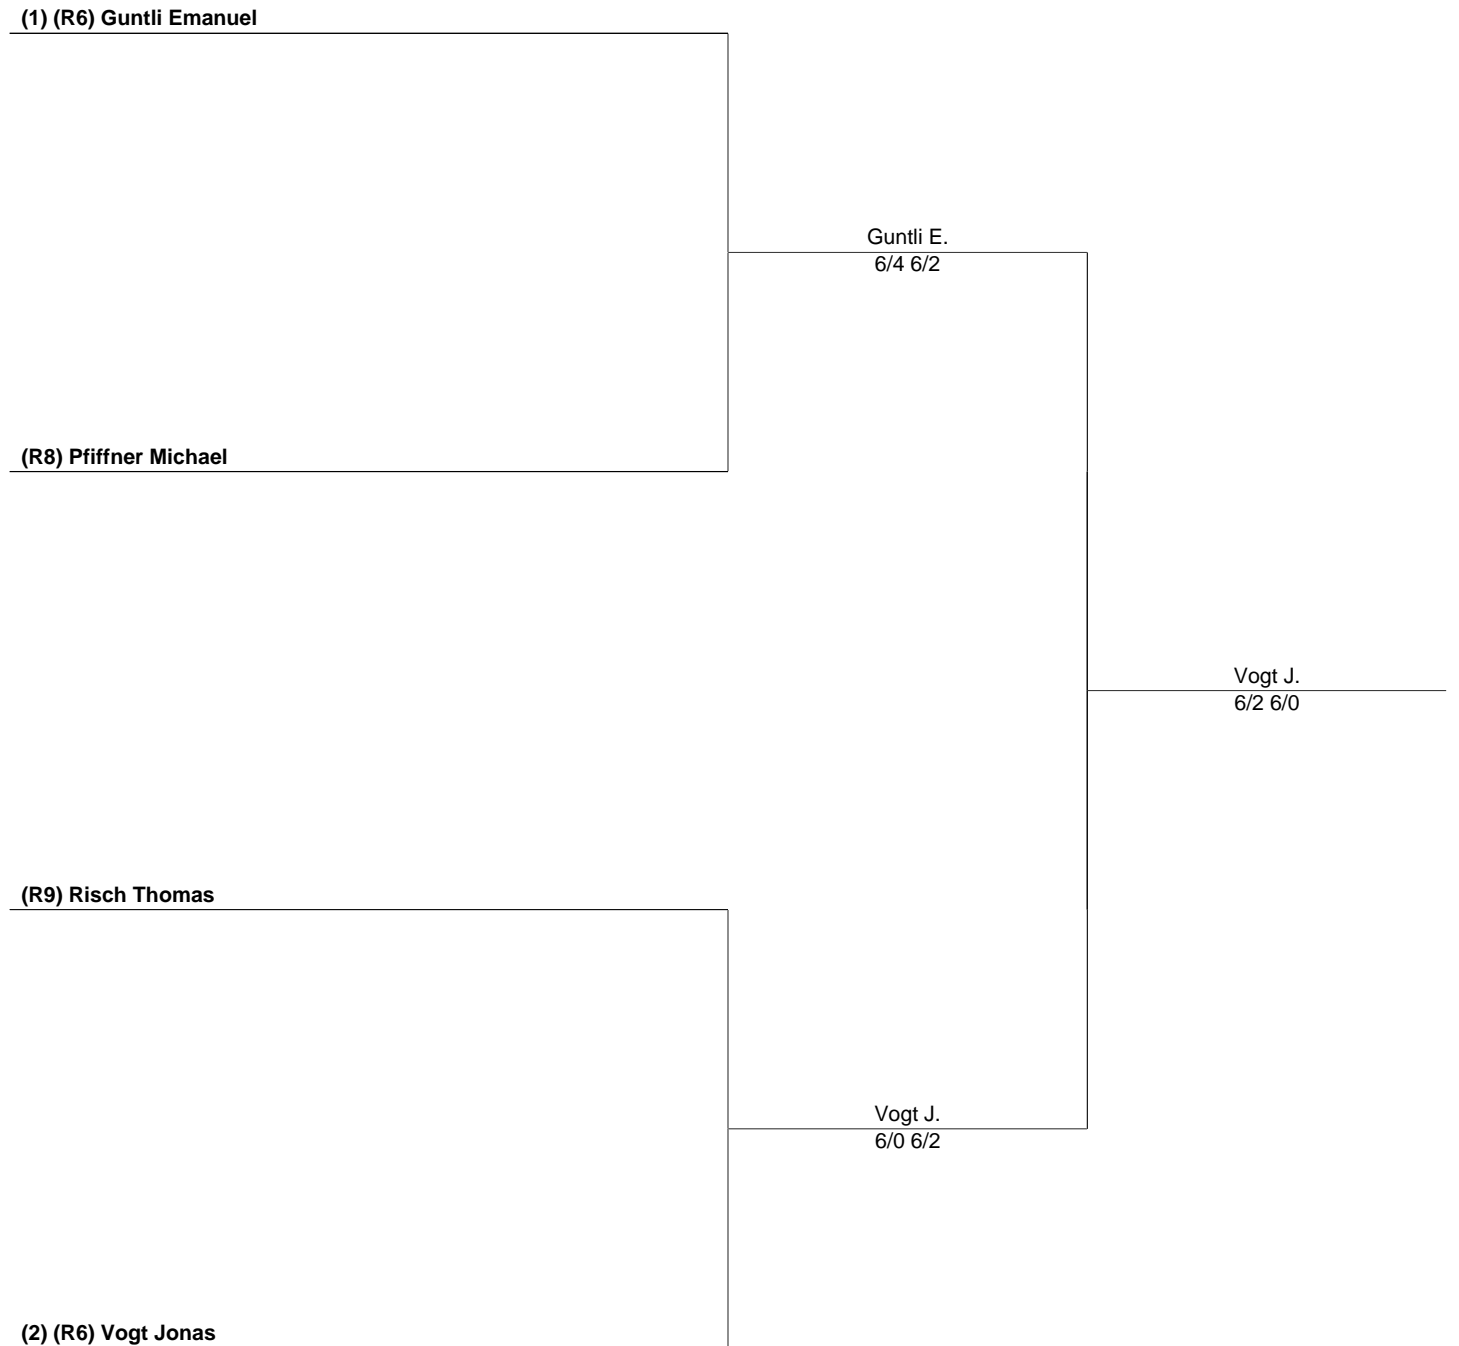 (1) (R6) Guntli Emanuel
Guntli E.
6/4 6/2
(R8) Pfiffner Michael
Vogt J.
6/2 6/0
(R9) Risch Thomas
Vogt J.
6/0 6/2
(2) (R6) Vogt Jonas